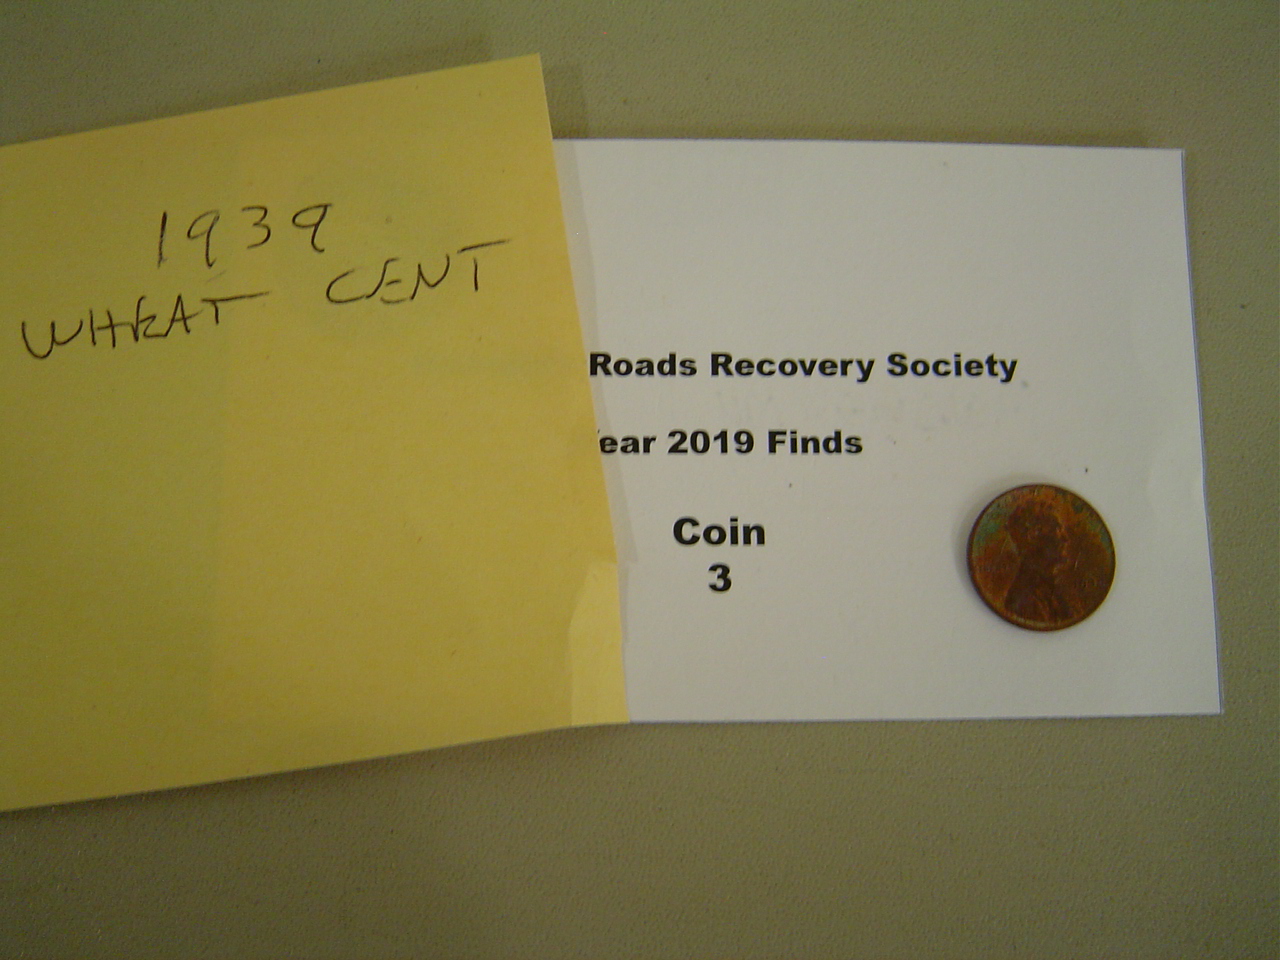 1939
WHEAT CENT
Roads Recovery Society
ear 2019 Finds
Coin
3